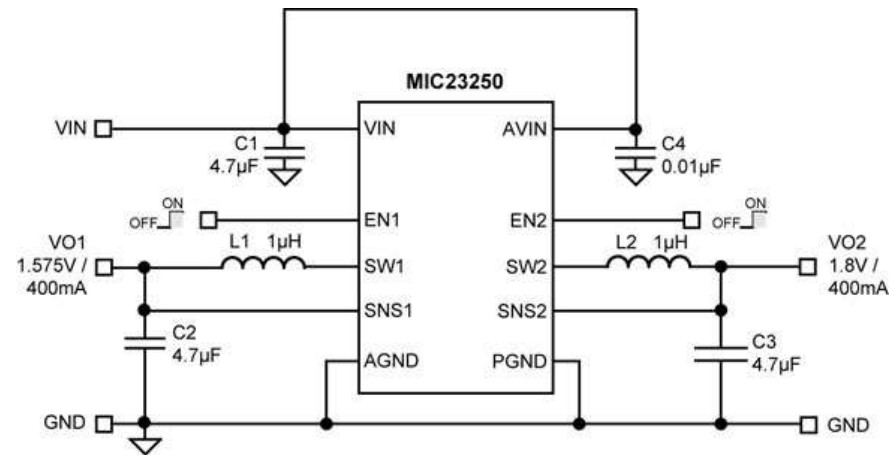 MIC23250
VIN
VIN
AVIN
C1
4.7µF
C4
0.01µF
ON
OFF
EN1
EN2
ON
OFF
VO1
1.575V /
400mA
L1 1µH
SW1
SW2
L2 1µH
VO2
1.8V /
400mA
SNS1
SNS2
C2
4.7µF
C3
4.7µF
AGND
PGND
GND
GND